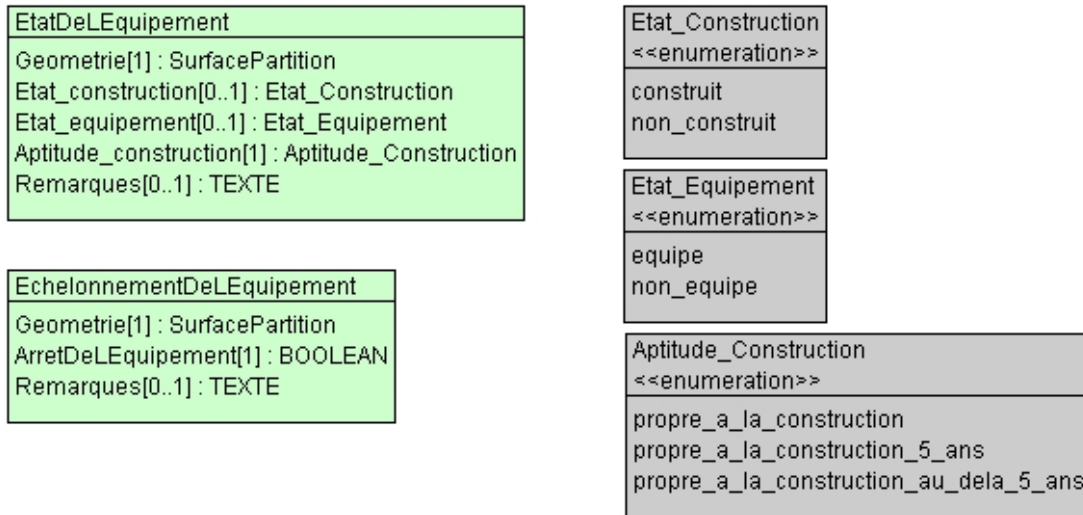 EtatDeLEquipement
Geometrie[1] : SurfacePartition
Etat_construction[0..1] : Etat_Construction
Etat_equipement[0..1] : Etat_Equipement
Aptitude_construction[1] : Aptitude_Construction
Remarques[0..1] : TEXTE
EchelonnementDeLEquipement
Geometrie[1] : SurfacePartition
ArretDeLEquipement[1] : BOOLEAN
Remarques[0..1] : TEXTE
Etat_Construction
<<enumeration>>
construit
non_construit
Etat_Equipement
<<enumeration>>
equipe
non_equipe
Aptitude_Construction
<<enumeration>>
propre_a_la_construction
propre_a_la_construction_5_ans
propre_a_la_construction_au_dela_5_ans